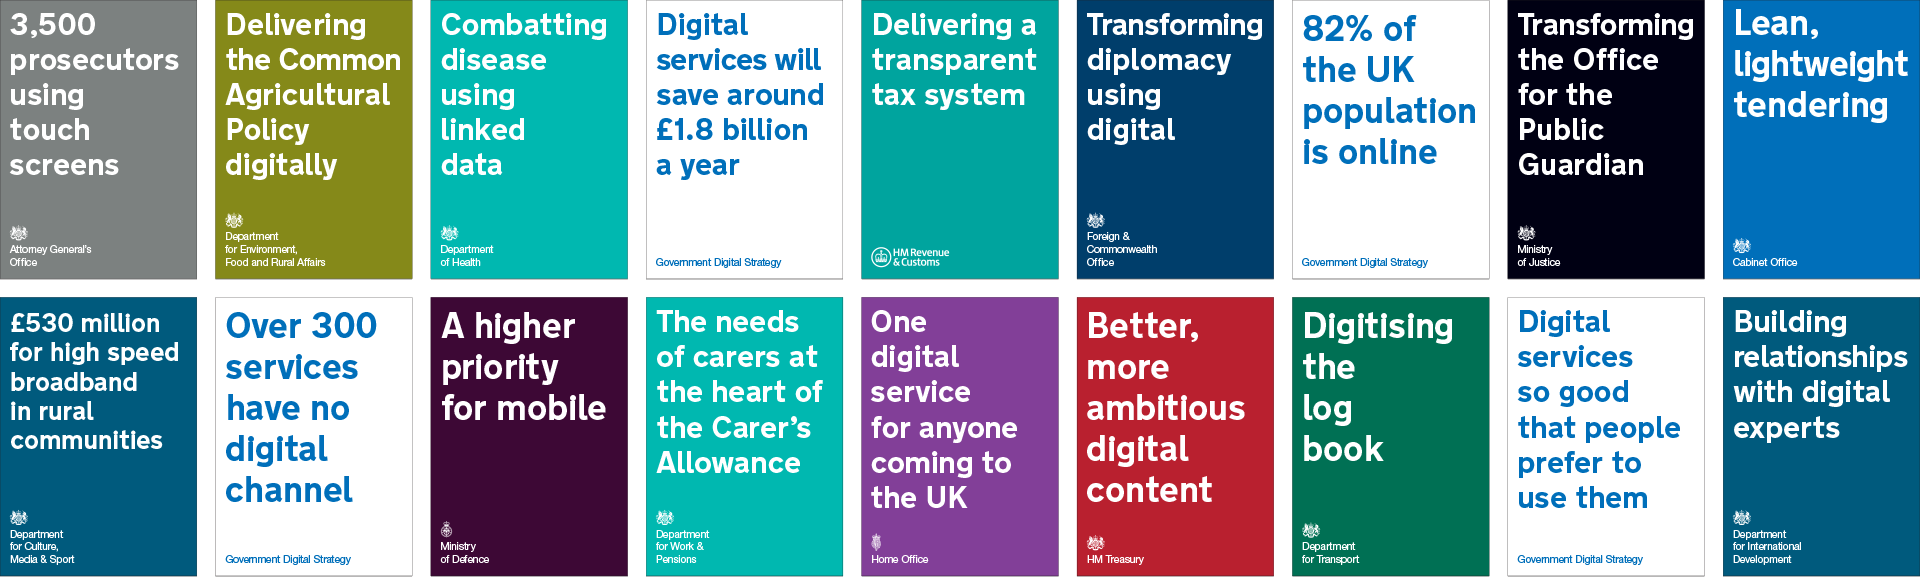 3,500
prosecutors
using
touch
screens
Attorney General's
Office
Delivering
the Common
Agricultural
Policy
digitally
Department
for Environment,
Food and Rural Affairs
Combatting
disease
using
linked
data
Department
of Health
Digital
services will
save around
£1.8 billion
a year
Government Digital Strategy
Delivering a
transparent
tax system
HM Revenue
& Customs
Transforming
diplomacy
using
digital
Foreign &
Commonwealth
Office
82% of
the UK
population
is online
Government Digital Strategy
Transforming
the Office
for the
Public
Guardian
Ministry
of Justice
Lean,
lightweight
tendering
Cabinet Office
£530 million
for high speed
broadband
in rural
communities
Department
for Culture,
Media & Sport
Over 300
services
have no
digital
channel
Government Digital Strategy
A higher
priority
for mobile
Ministry
of Defence
The needs
of carers at
the heart of
the Carer's
Allowance
Department
for Work &
Pensions
One
digital
service
for anyone
coming to
the UK
Home Office
Better,
more
ambitious
digital
content
HM Treasury
Digitising
the
log
book
Department
for Transport
Digital
services
so good
that people
prefer to
use them
Government Digital Strategy
Building
relationships
with digital
experts
Department
for International
Development